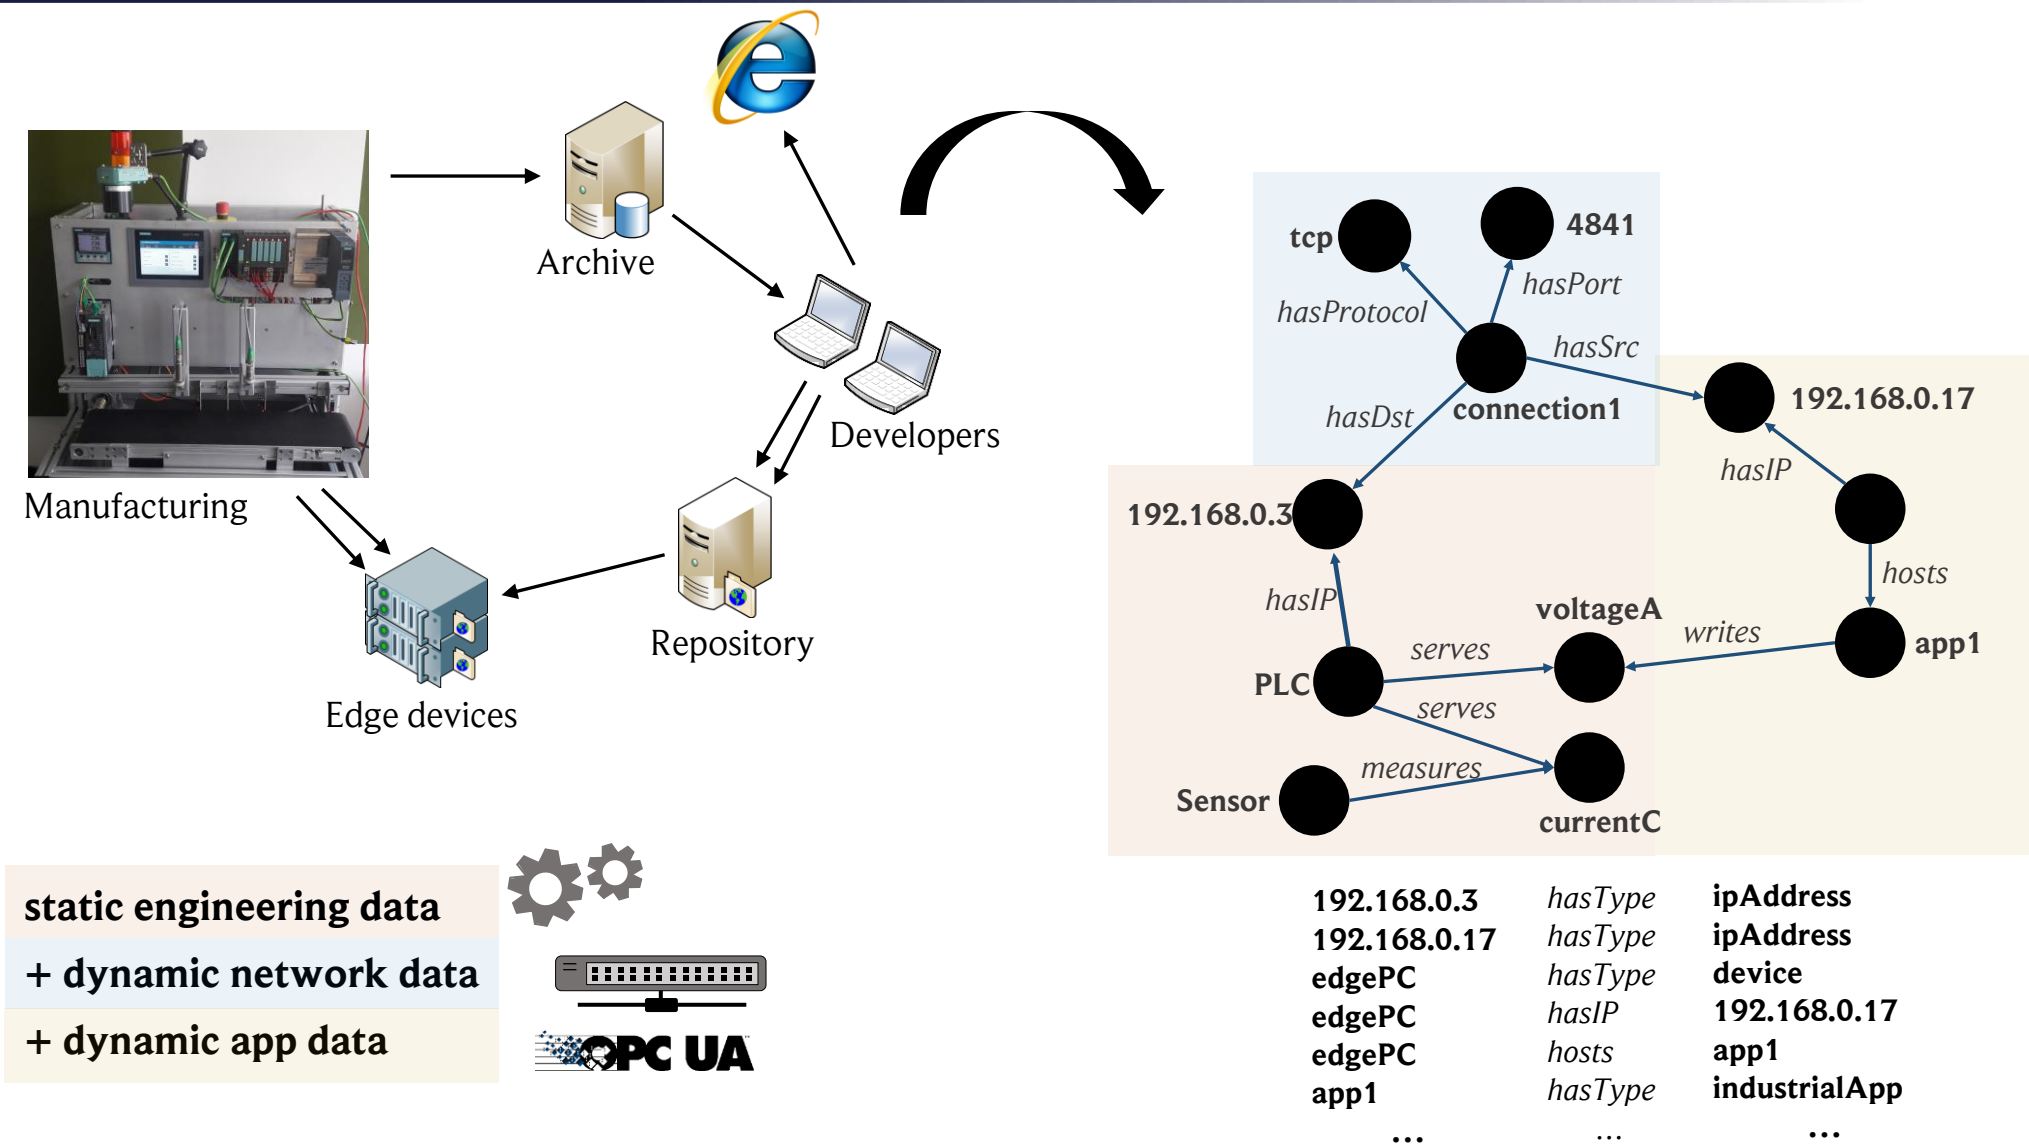 Archive
Developers
Manufacturing
Repository
Edge devices
tcp
4841
hasPort
hasProtocol
hasSrc
connection1
192.168.0.17
hasDst
hasIP
192.168.0.3
hosts
hasIP
voltageA
writes
app1
serves
PLC
serves
measures
Sensor
currentC
static engineering data
+ dynamic network data
+ dynamic app data
OPC UA
192.168.0.3 hasType ipAddress
192.168.0.17 hasType ipAddress
edgePC hasType device
edgePC hasIP 192.168.0.17
edgePC hosts app1
app1 hasType industrialApp
... ... ...